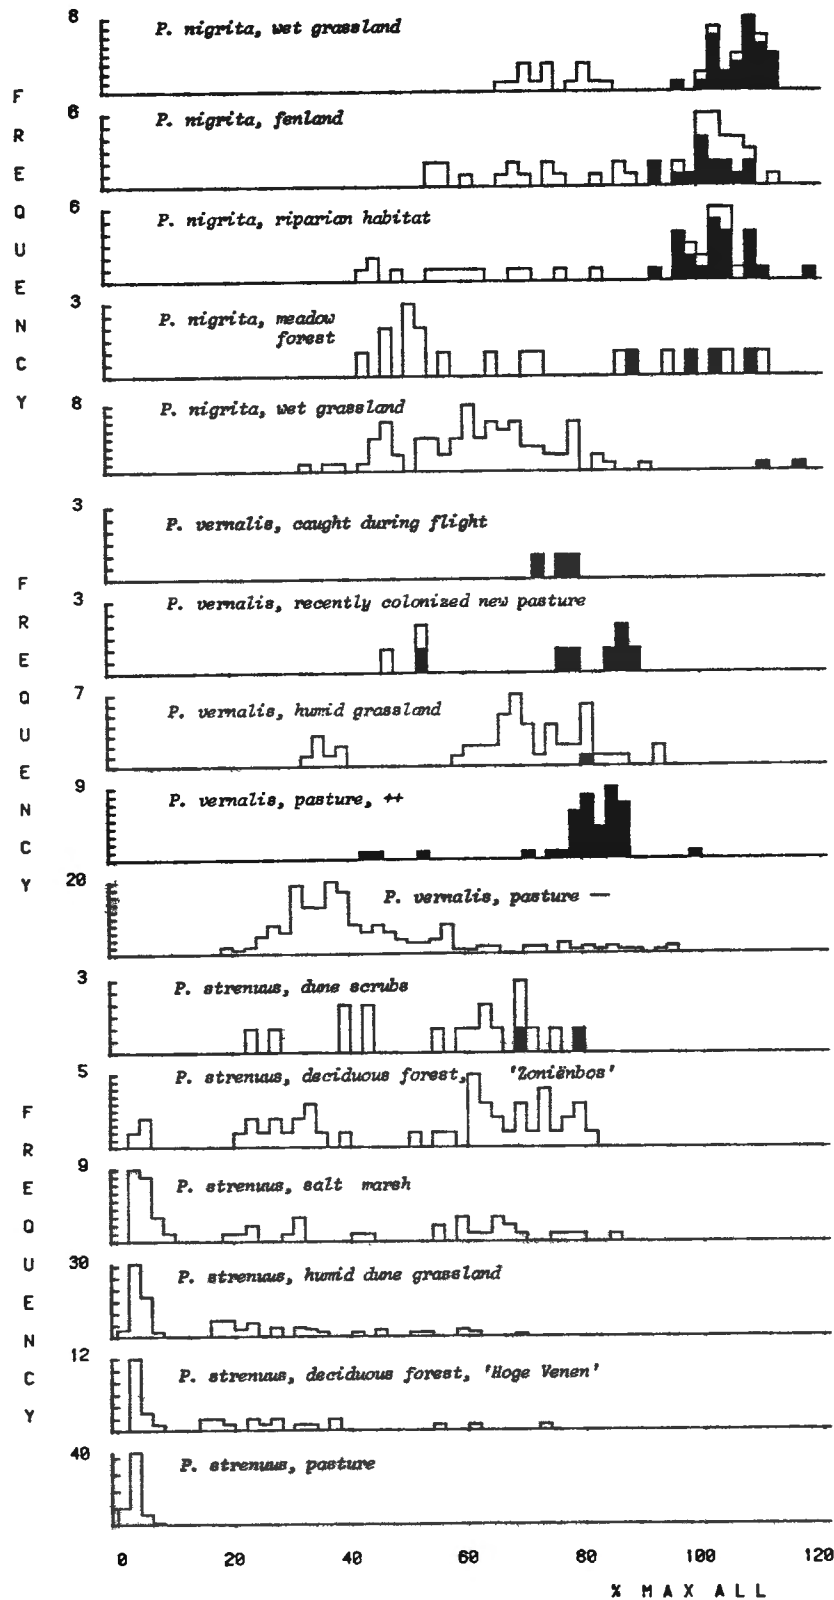 8
P. nigrita, wet grassland
6
P. nigrita, fenland
6
P. nigrita, riparian habitat
3
P. nigrita, meadow
forest
8
P. nigrita, wet grassland
FREQUENCY
3
P. vernalis, caught during flight
3
P. vernalis, recently colonized new pasture
7
P. vernalis, humid grassland
9
P. vernalis, pasture, ++
20
P. vernalis, pasture —
FREQUENCY
3
P. strenuus, dune scrubs
5
P. strenuus, deciduous forest, 'Zoniënbos'
9
P. strenuus, salt marsh
30
P. strenuus, humid dune grassland
12
P. strenuus, deciduous forest, 'Hoge Venen'
40
P. strenuus, pasture
FREQUENCY
0 20 40 60 80 100 120
% MAX ALL